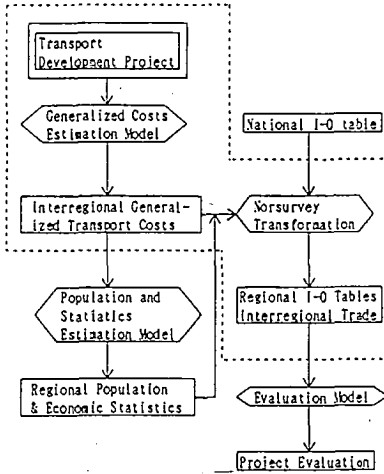 Transport
Development Project
Generalized Costs
Estimation Model
National I-O table
Interregional General-
ized Transport Costs
Norsurvey
Transformation
Population and
Statistics
Estimation Model
Regional I-O Tables
Interregional Trade
Regional Population
& Economic Statistics
Evaluation Model
Project Evaluation